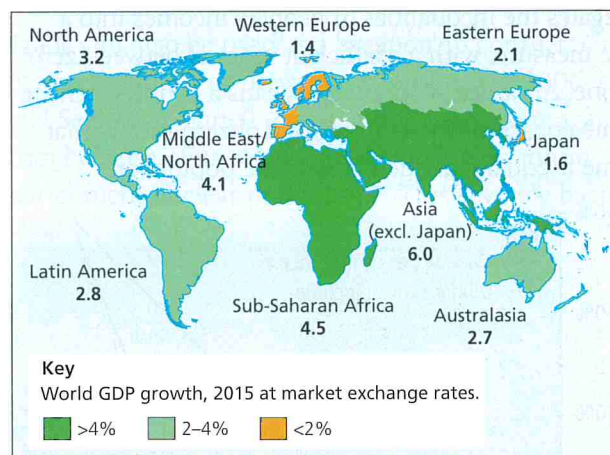 North America
3.2
Western Europe
1.4
Eastern Europe
2.1
Middle East/
North Africa
4.1
Japan
1.6
Asia
(excl. Japan)
6.0
Latin America
2.8
Sub-Saharan Africa
4.5
Australasia
2.7
Key
World GDP growth, 2015 at market exchange rates.
>4%
2–4%
<2%